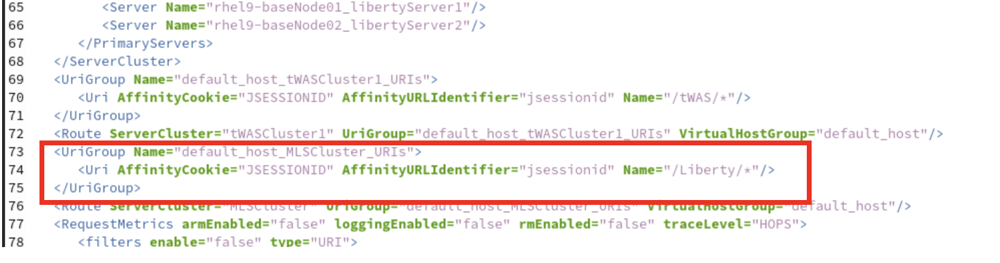 65 <Server Name="rhel9-baseNode01_libertyServer1"/>
66 <Server Name="rhel9-baseNode02_libertyServer2"/>
67 </PrimaryServers>
68 </ServerCluster>
69 <UriGroup Name="default_host_tWASCluster1_URIs">
70 <Uri AffinityCookie="JSESSIONID" AffinityURLIdentifier="jsessionid" Name="/tWAS/*"/>
71 </UriGroup>
72 <Route ServerCluster="tWASCluster1" UriGroup="default_host_tWASCluster1_URIs" VirtualHostGroup="default_host"/>
73 <UriGroup Name="default_host_MLSCluster_URIs">
74 <Uri AffinityCookie="JSESSIONID" AffinityURLIdentifier="jsessionid" Name="/Liberty/*"/>
75 </UriGroup>
76 <Route ServerCluster="MLSCluster" UriGroup="default_host_MLSCluster_URIs" VirtualHostGroup="default_host"/>
77 <RequestMetrics armEnabled="false" loggingEnabled="false" rmEnabled="false" traceLevel="HOPS">
78 <filters enable="false" type="URI">